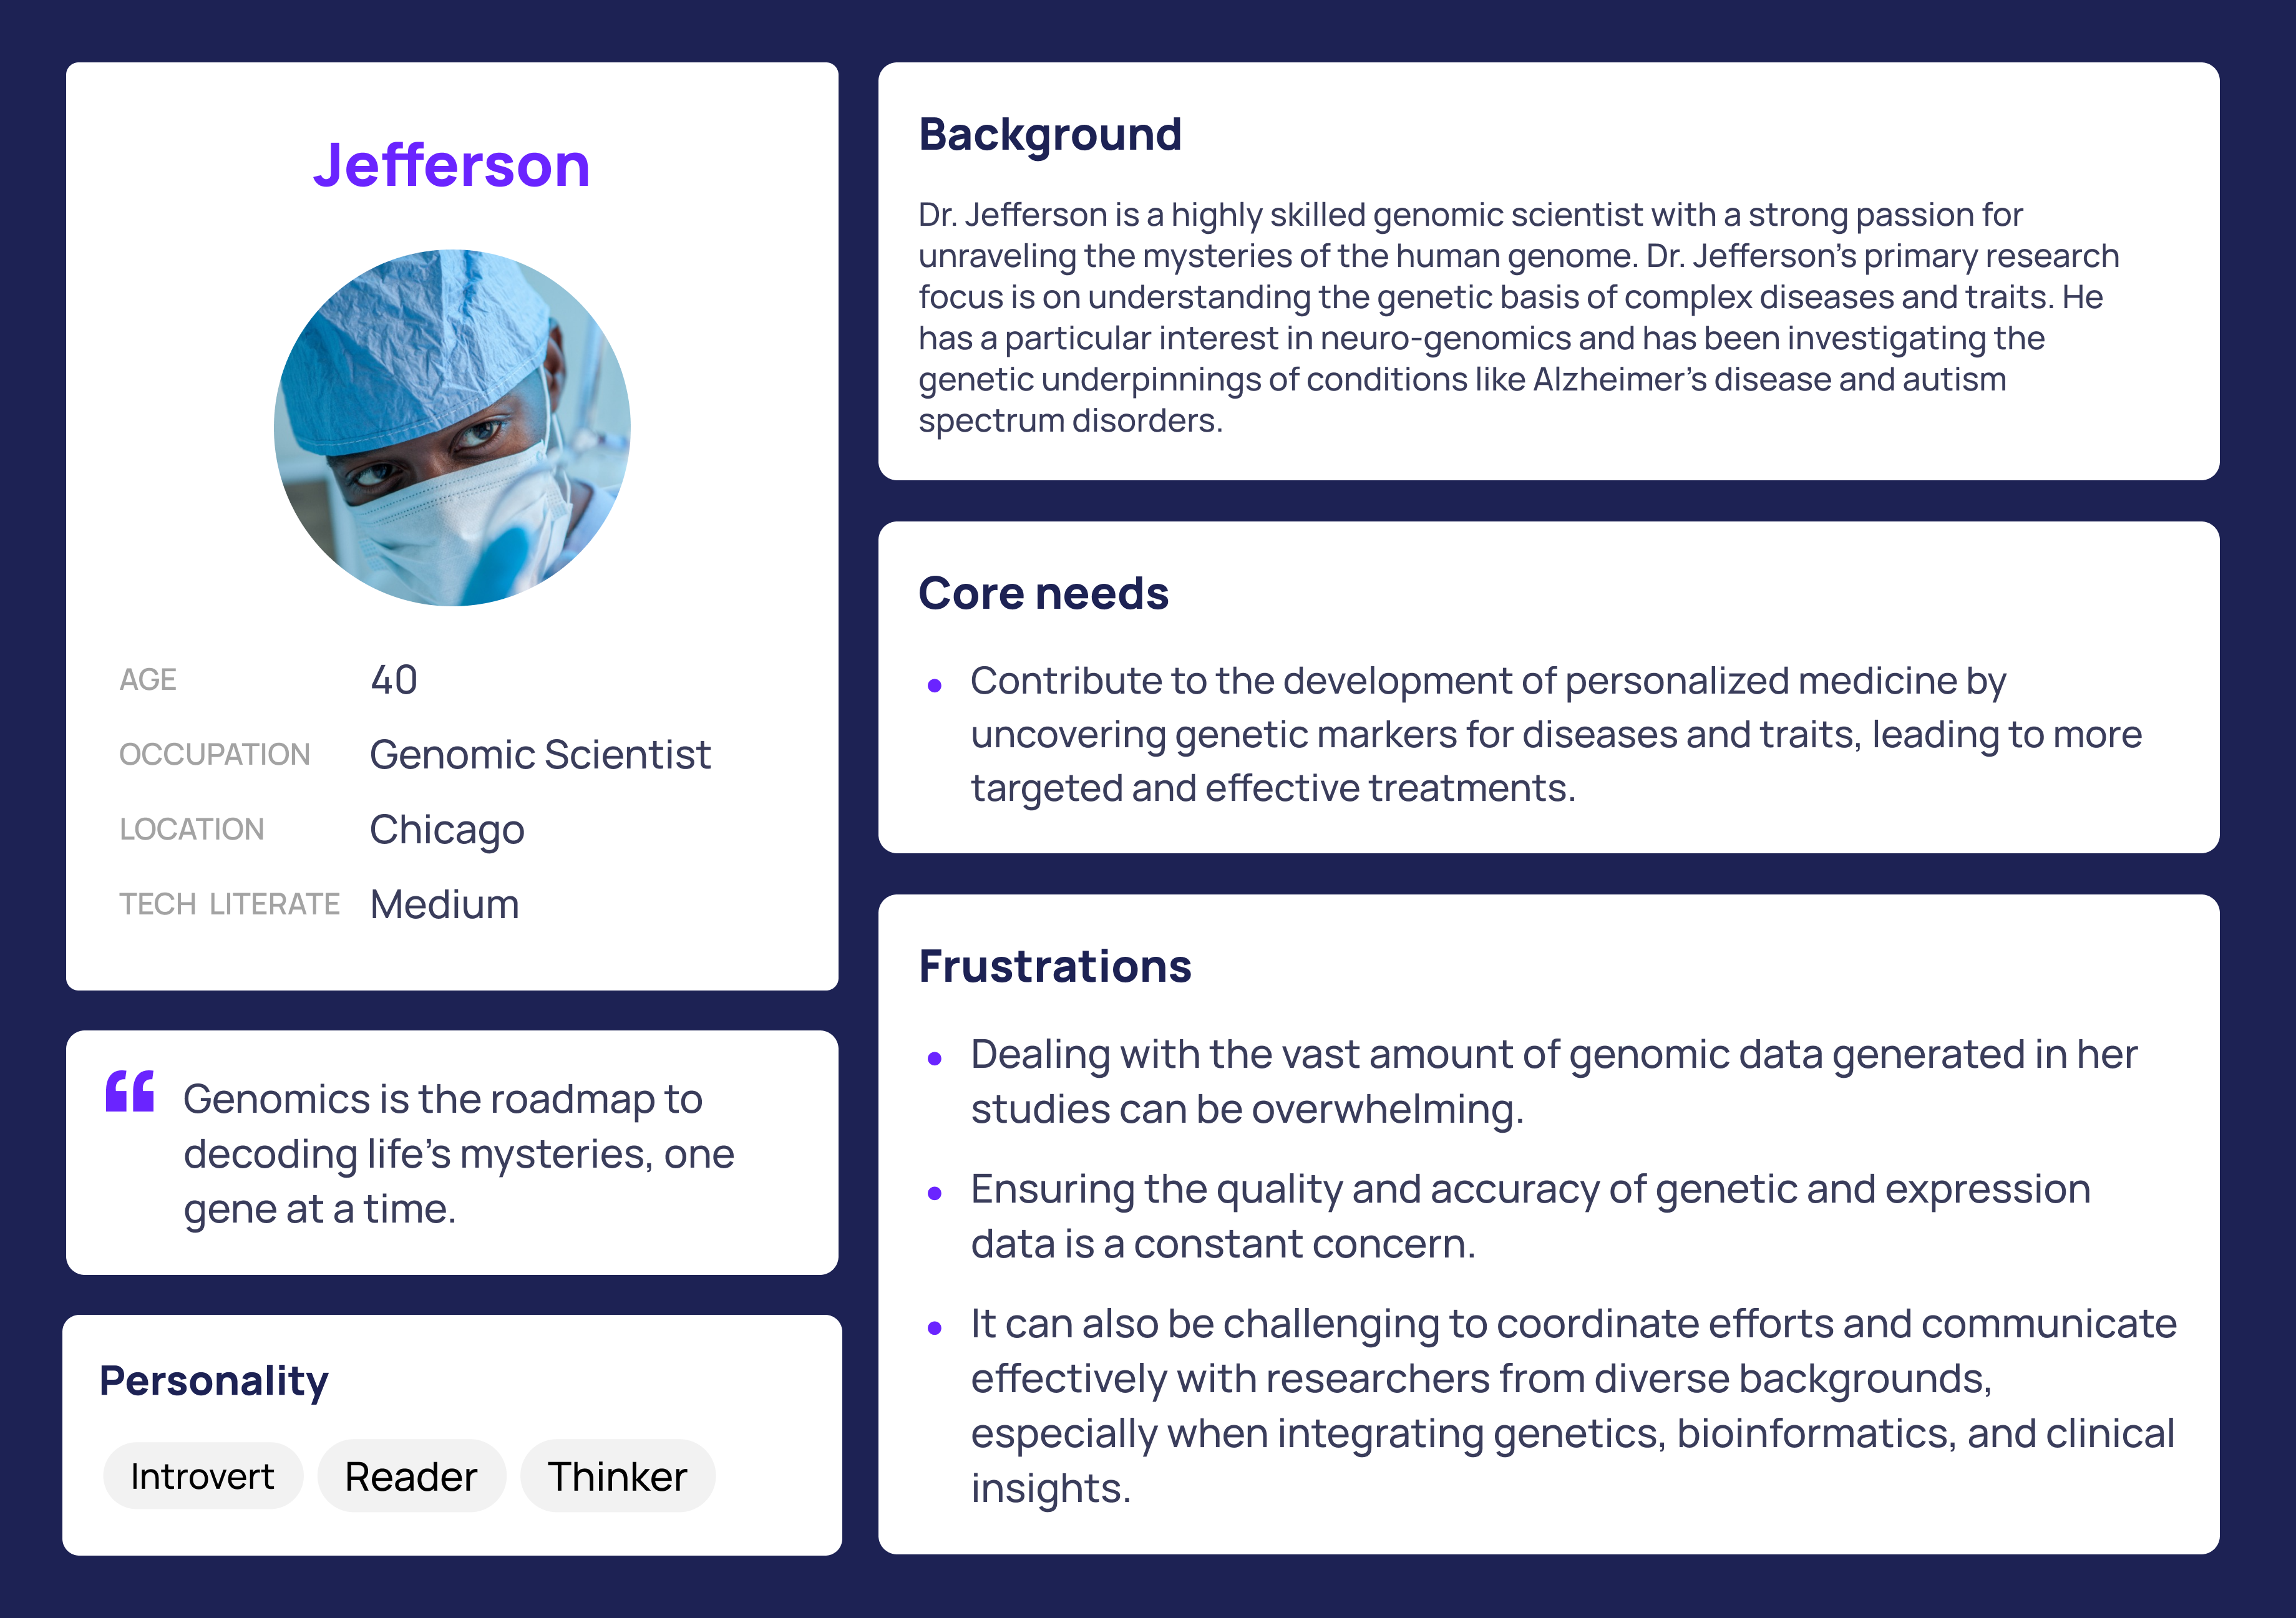 Jefferson
AGE 40
OCCUPATION Genomic Scientist
LOCATION Chicago
TECH LITERATE Medium
“ Genomics is the roadmap to
decoding life’s mysteries, one
gene at a time.
Personality
Introvert Reader Thinker
Background
Dr. Jefferson is a highly skilled genomic scientist with a strong passion for
unraveling the mysteries of the human genome. Dr. Jefferson’s primary research
focus is on understanding the genetic basis of complex diseases and traits. He
has a particular interest in neuro-genomics and has been investigating the
genetic underpinnings of conditions like Alzheimer’s disease and autism
spectrum disorders.
Core needs
• Contribute to the development of personalized medicine by
uncovering genetic markers for diseases and traits, leading to more
targeted and effective treatments.
Frustrations
• Dealing with the vast amount of genomic data generated in her
studies can be overwhelming.
• Ensuring the quality and accuracy of genetic and expression
data is a constant concern.
• It can also be challenging to coordinate efforts and communicate
effectively with researchers from diverse backgrounds,
especially when integrating genetics, bioinformatics, and clinical
insights.